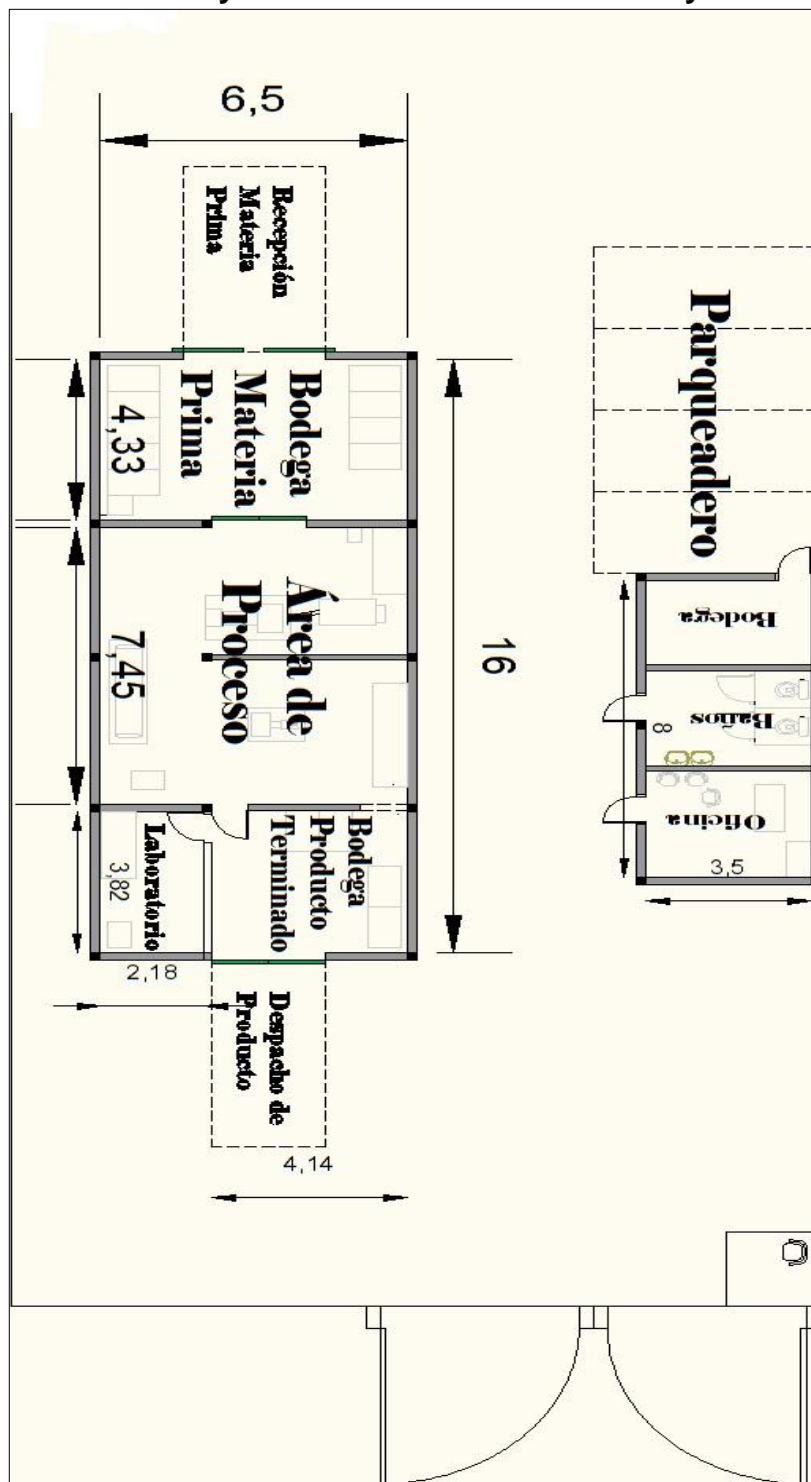 6,5
Recepción
Materia
Prima
Bodega
Materia
Prima
4,33
Área de
Proceso
7,45
16
Bodega
Producto
Terminado
Laboratorio
3,82
2,18
Despacho de
Producto
4,14
Parqueadero
Bodega
Baños
8
Oficina
3,5